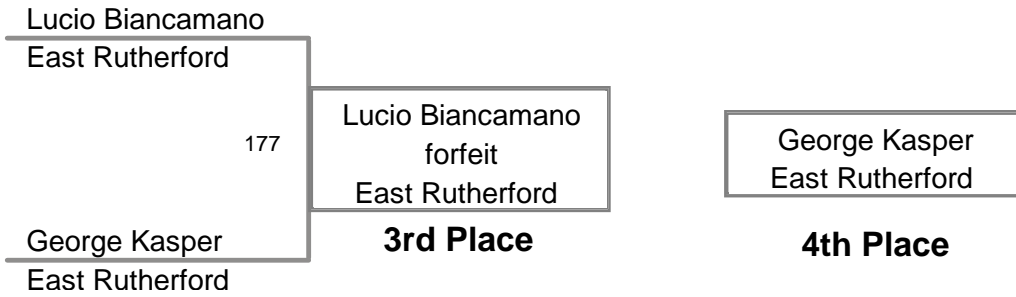 Lucio Biancamano
East Rutherford
177
Lucio Biancamano
forfeit
East Rutherford
3rd Place
George Kasper
East Rutherford
George Kasper
East Rutherford
4th Place